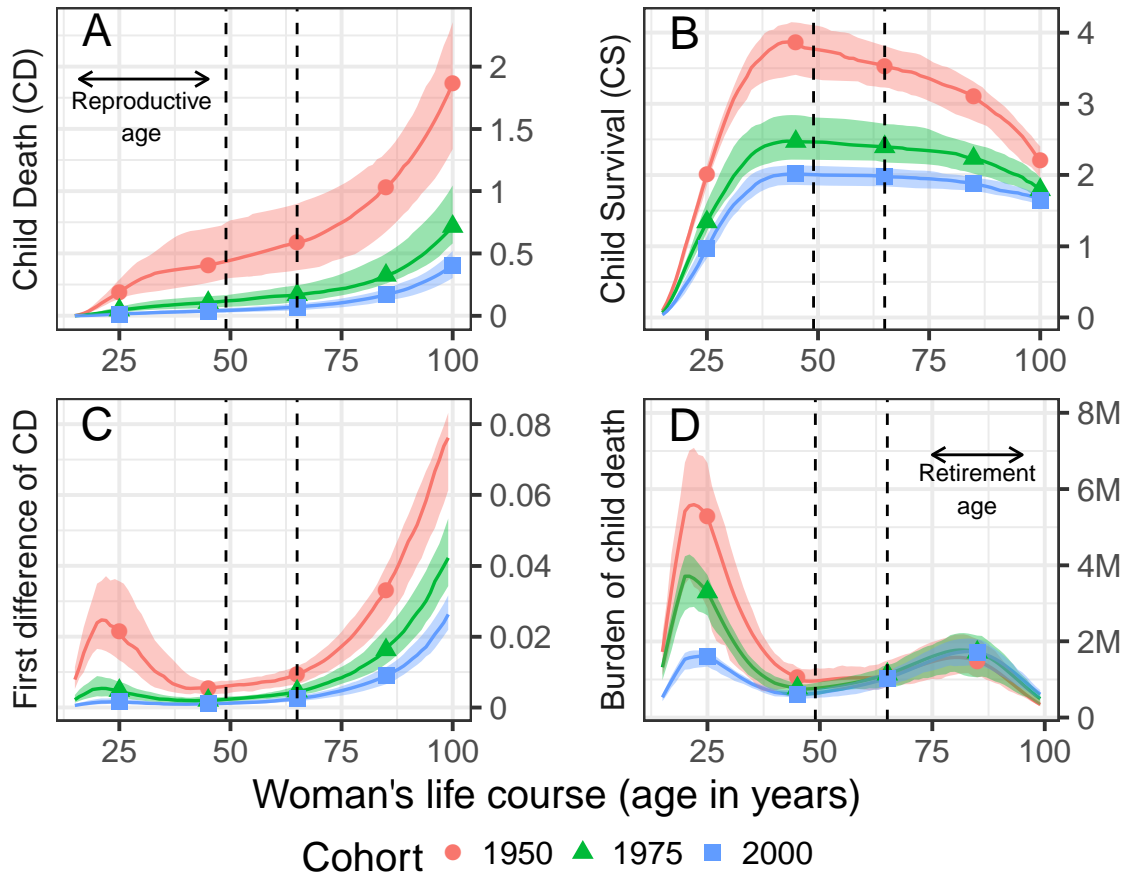 A
Child Death (CD)
Reproductive
age
2
1.5
1
0.5
0
25 50 75 100
B
Child Survival (CS)
4
3
2
1
0
25 50 75 100
C
First difference of CD
0.08
0.06
0.04
0.02
0
25 50 75 100
D
Burden of child death
Retirement
age
8M
6M
4M
2M
0
25 50 75 100
Woman's life course (age in years)
Cohort 1950 1975 2000